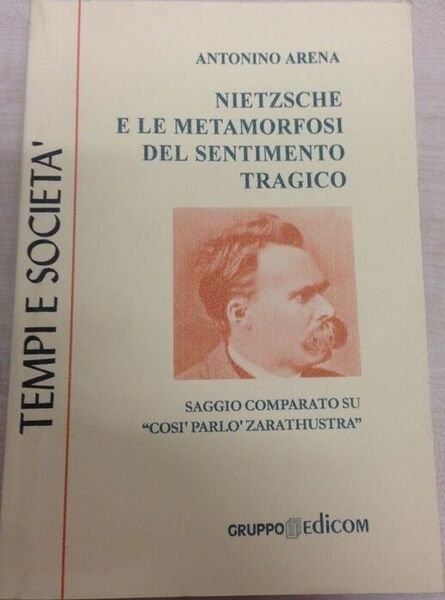 ANTONINO ARENA
NIETZSCHE
E LE METAMORFOSI
DEL SENTIMENTO
TRAGICO
TEMPI E SOCIETA'
SAGGIO COMPARATO SU
“COSI' PARLO' ZARATHUSTRA”
GRUPPO EDICOM